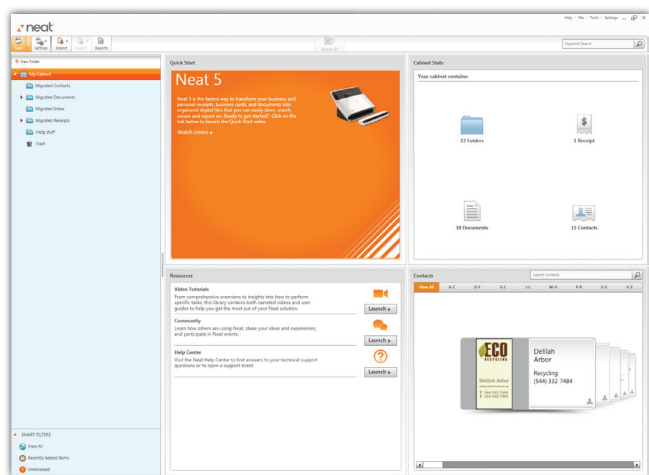 Help File Tools Settings
neat
Scan Settings Import Export Reports
Select All
Keyword Search
New Folder
My Cabinet
Migrated Contacts
Migrated Documents
Migrated Inbox
Migrated Receipts
Trash
SMART FILTERS
View All
Recently Added Items
Unreviewed
Quick Start
Neat 5
Neat 5 is the fastest way to transform your business and
personal receipts, business cards, and documents into
organized digital files that you can easily store, search,
secure and report on. Ready to get started? Click on the
link below to launch the Quick Start video.
Watch Demo
Cabinet Stats
Your cabinet contains:
12 Folders
1 Receipt
10 Documents
11 Contacts
Resources
Video Tutorials
From comprehensive overviews to insights into how to perform
specific tasks, this library contains both narrated videos and user
guides to help you get the most out of your Neat solution.
Launch
Community
Learn how others are using Neat, share your ideas and experiences,
and participate in Neat events.
Launch
Help Center
Visit the Neat Help Center to find answers to your technical support
questions or to open a support ticket.
Launch
Contacts
Search Contacts
View All A-C D-F G-I J-L M-O P-R S-U V-Z
ECO
RECYCLING
Delilah Arbor
Delilah
Arbor
Recycling
(544) 332 7484